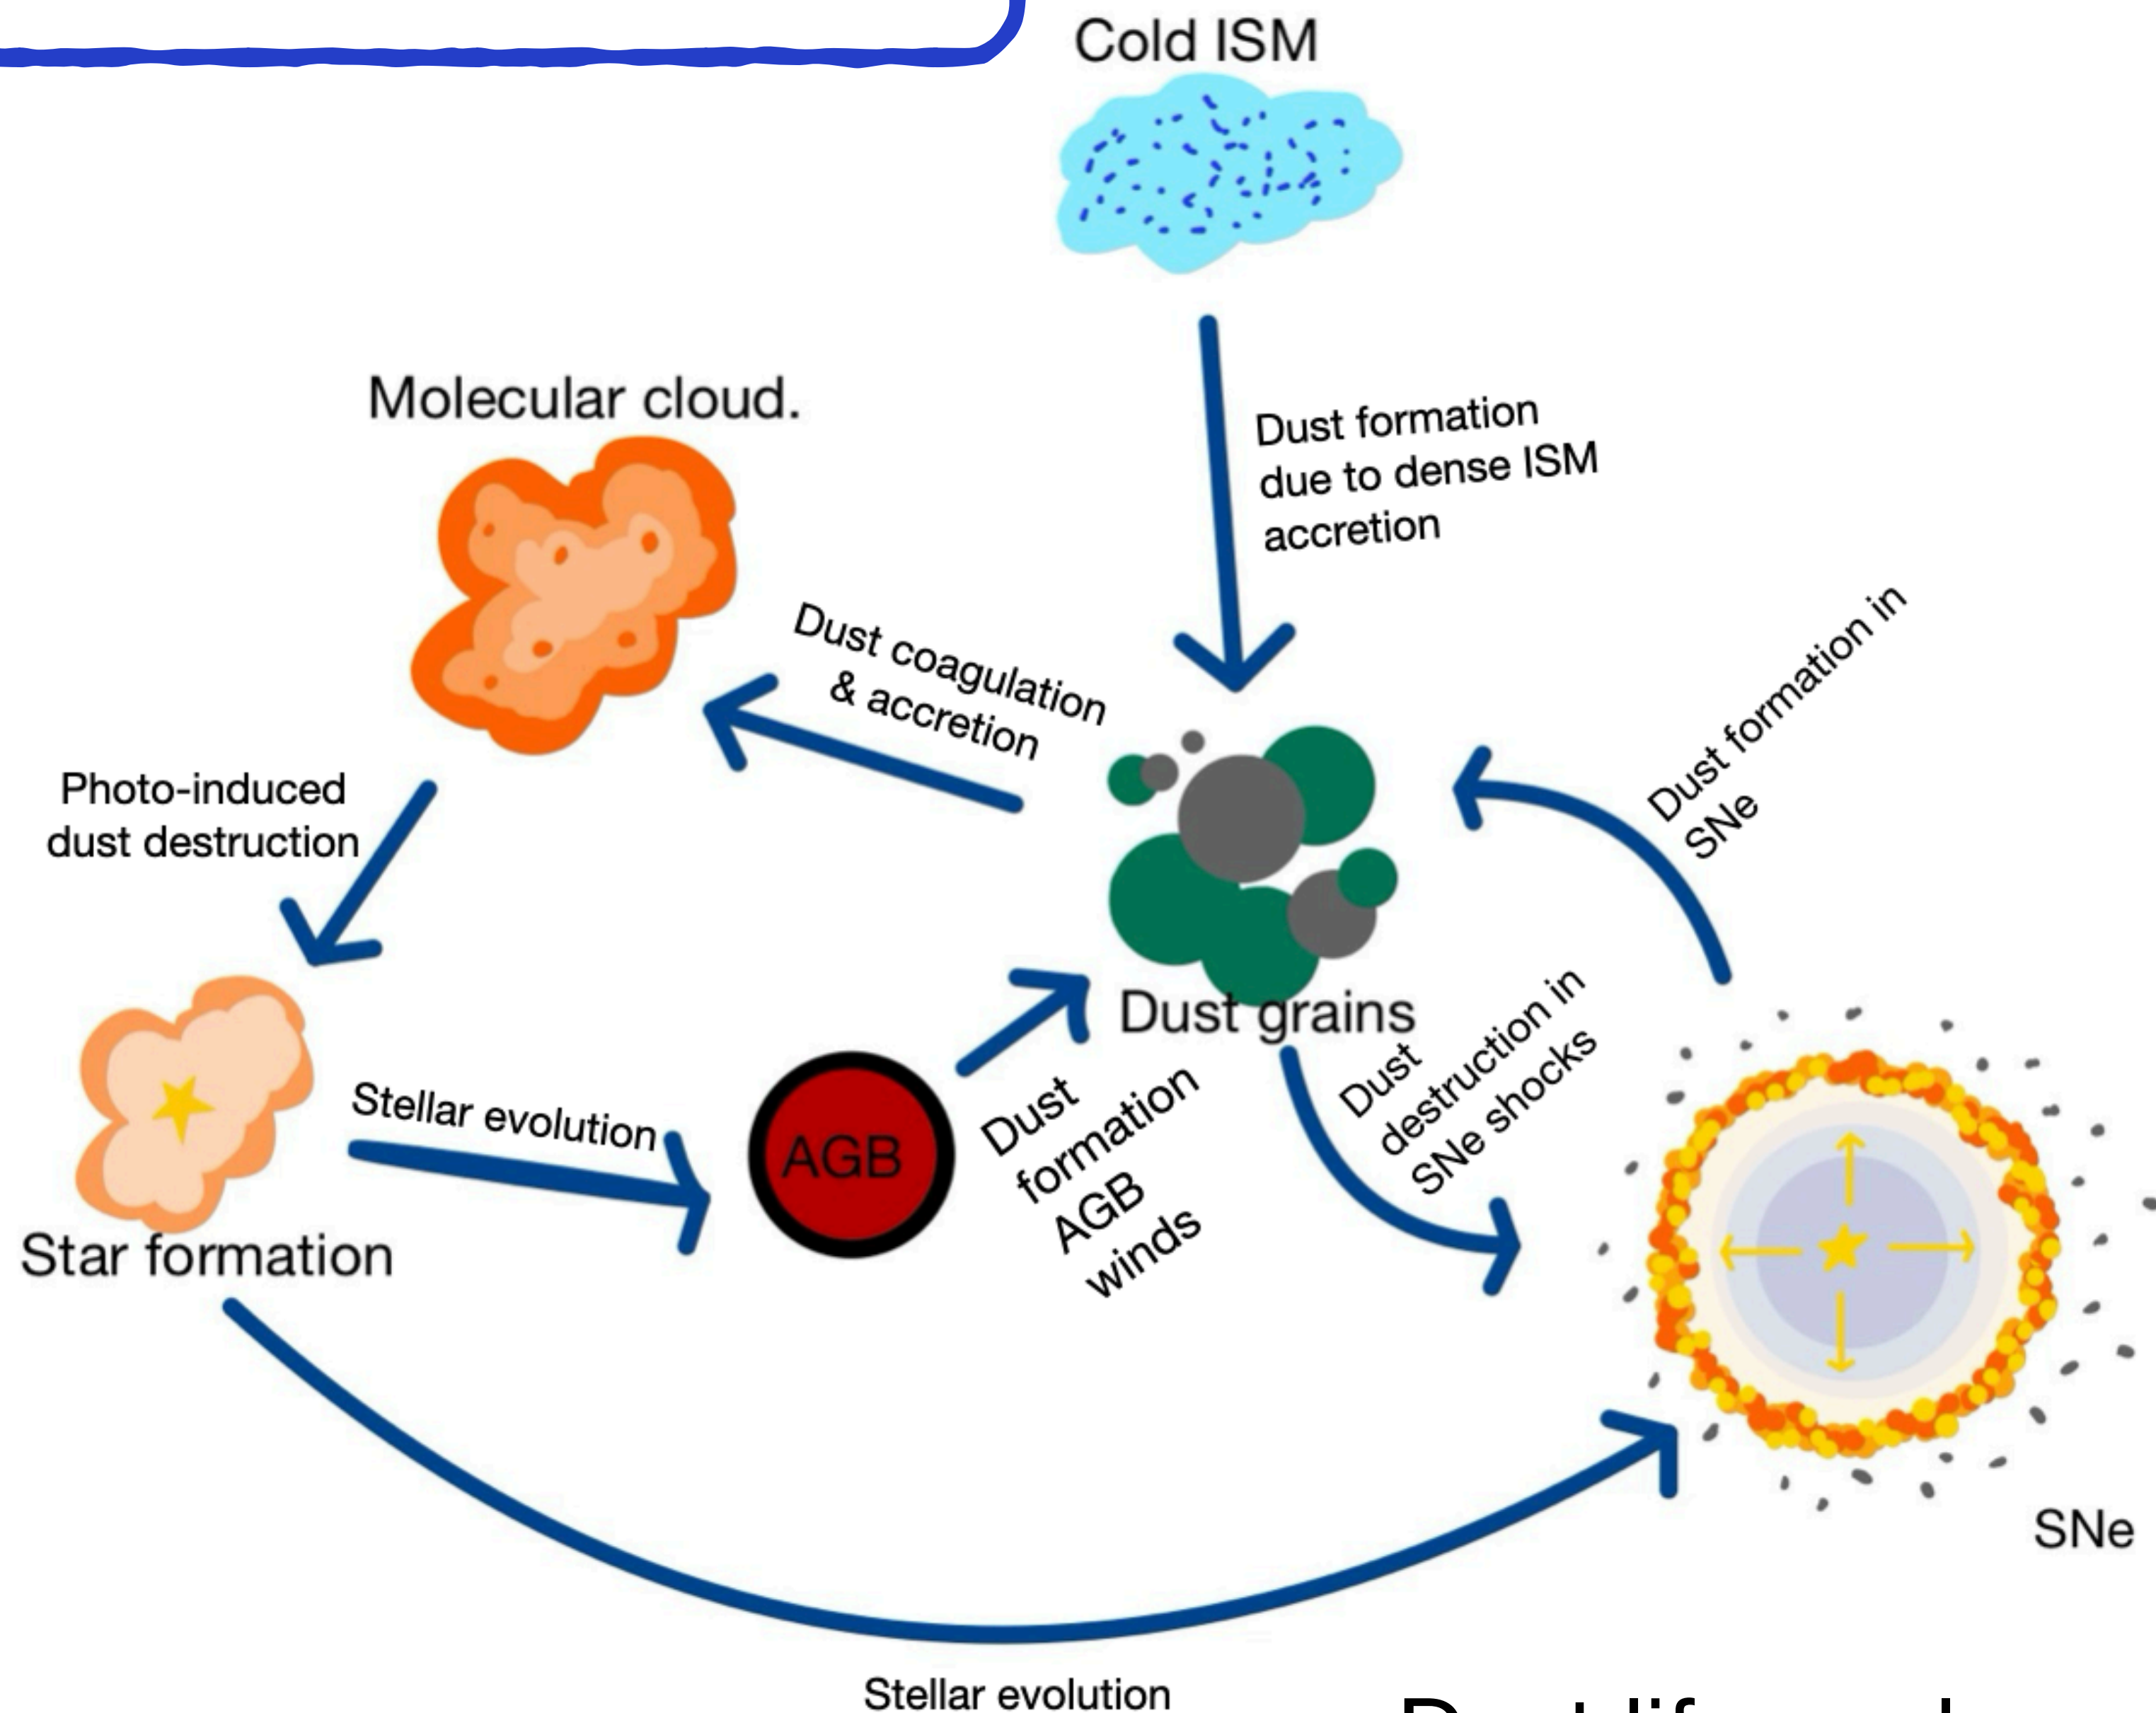 Cold ISM
Dust formation
due to dense ISM
accretion
Molecular cloud.
Dust coagulation
& accretion
Dust formation in
SNe
Photo-induced
dust destruction
Dust grains
Dust
destruction in
SNe shocks
Stellar evolution
AGB
Dust
formation
AGB
winds
Star formation
SNe
Stellar evolution